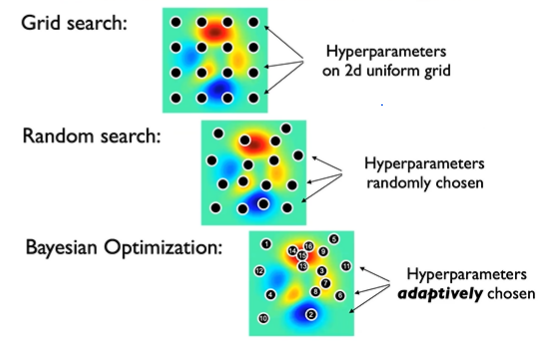 Grid search:
Hyperparameters
on 2d uniform grid
Random search:
Hyperparameters
randomly chosen
Bayesian Optimization:
1
5
14
16
9
15
13
11
12
3
7
4
8
6
2
10
Hyperparameters
adaptively chosen